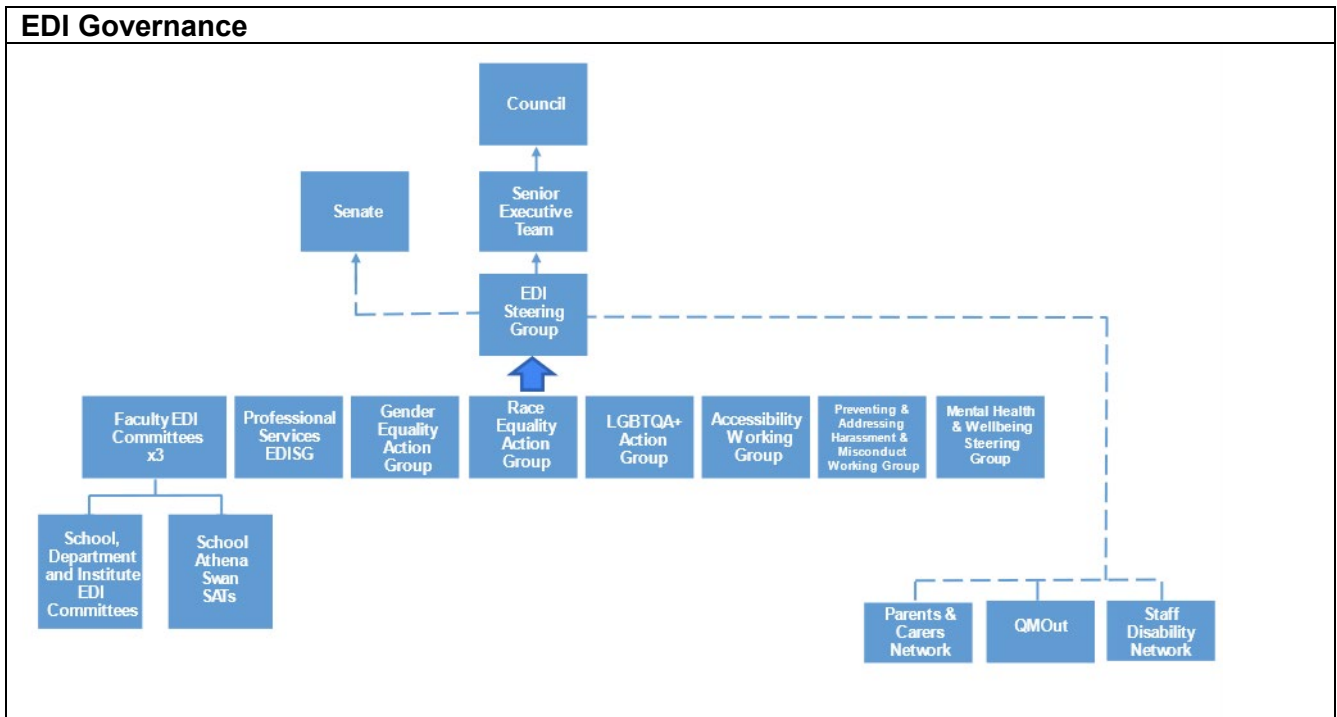 EDI Governance
Council
Senate
Senior
Executive
Team
EDI
Steering
Group
Faculty EDI
Committees
x3
Professional
Services
EDISG
Gender
Equality
Action
Group
Race
Equality
Action
Group
LGBTQA+
Action
Group
Accessibility
Working
Group
Preventing &
Addressing
Harassment &
Misconduct
Working Group
Mental Health
& Wellbeing
Steering
Group
School,
Department
and Institute
EDI
Committees
School
Athena
Swan
SATs
Parents &
Carers
Network
QMOut
Staff
Disability
Network